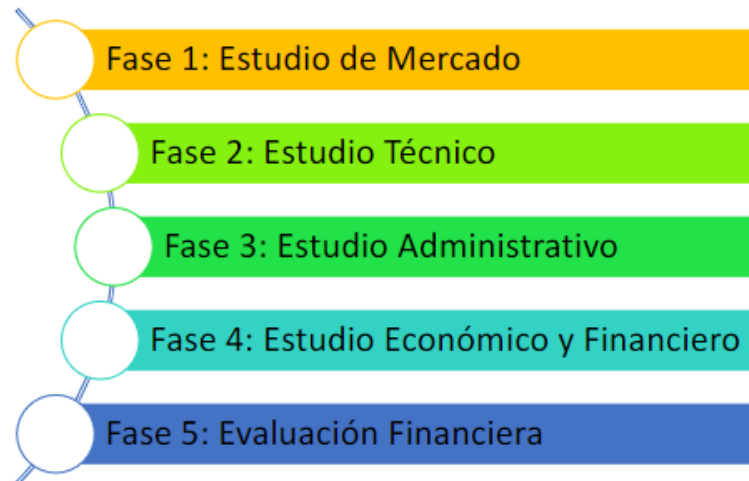 Fase 1: Estudio de Mercado
Fase 2: Estudio Técnico
Fase 3: Estudio Administrativo
Fase 4: Estudio Económico y Financiero
Fase 5: Evaluación Financiera